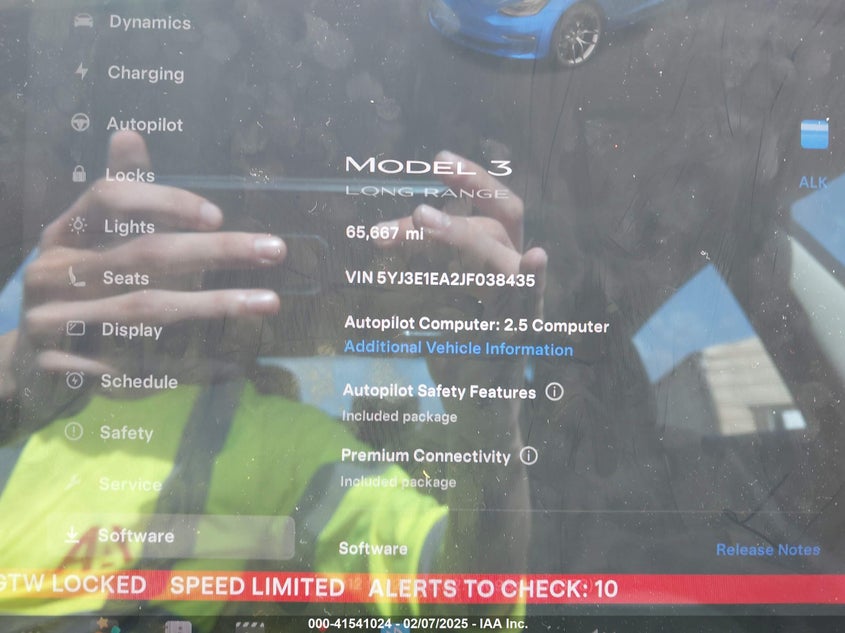 Dynamics
Charging
Autopilot
Locks
Lights
Seats
Display
Schedule
Safety
Service
Software
MODEL 3
LONG RANGE
65,667 mi
VIN 5YJ3E1EA2JF038435
Autopilot Computer: 2.5 Computer
Additional Vehicle Information
Autopilot Safety Features
Included package
Premium Connectivity
Included package
Software
Release Notes
ALK
GTW LOCKED SPEED LIMITED ALERTS TO CHECK: 10
000-41541024 - 02/07/2025 - IAA Inc.